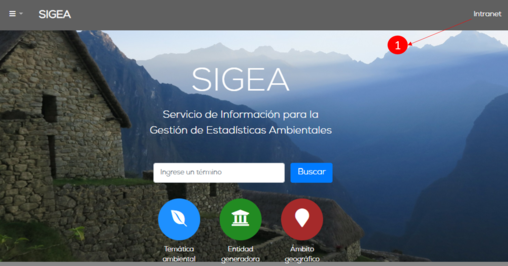 SIGEA
Intranet
1
SIGEA
Servicio de Información para la
Gestión de Estadísticas Ambientales
Ingrese un término
Buscar
Temática
ambiental
Entidad
generadora
Ámbito
geográfico